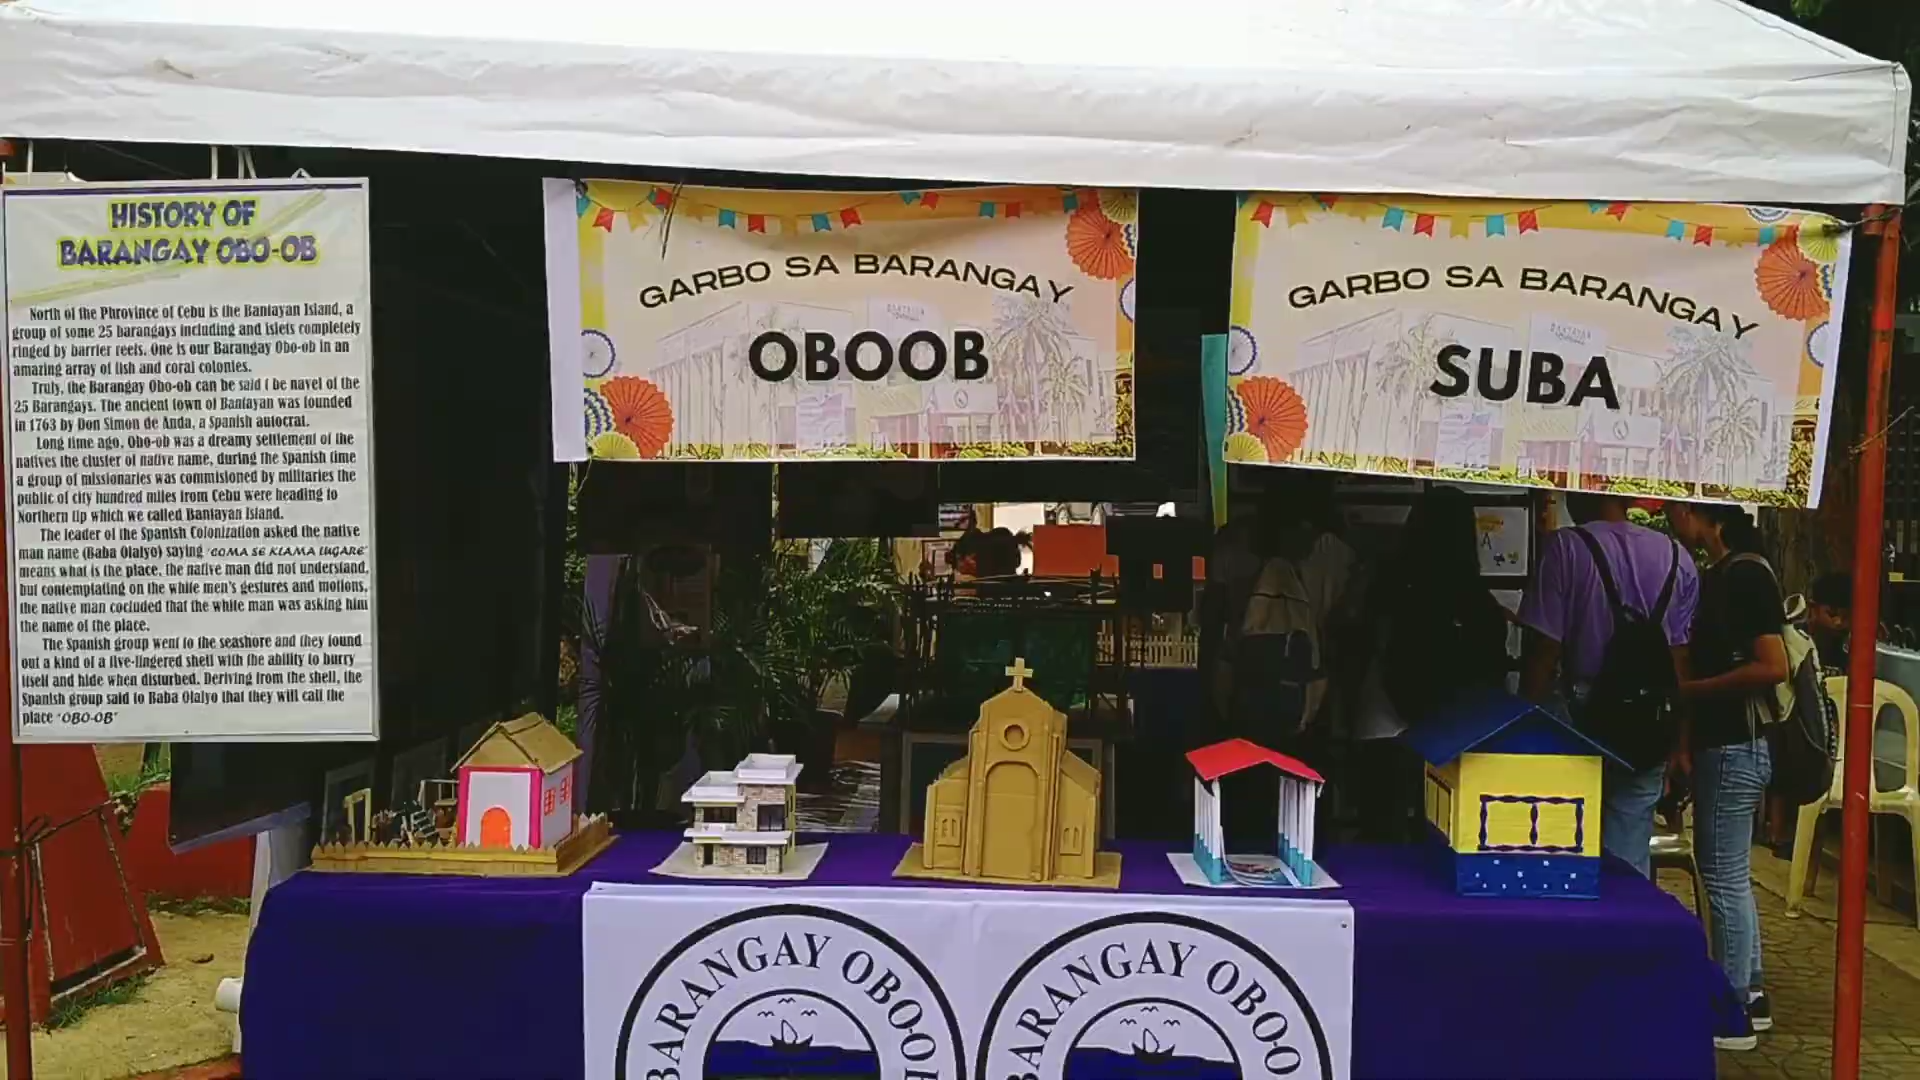 HISTORY OF
BARANGAY OBO-OB
North of the Phrovince of Cebu is the Bantayan Island, a
group of some 25 barangays including and islets completely
ringed by barrier reefs. One is our Barangay Obo-ob in an
amazing array of fish and coral colonies.
Truly, the Barangay Obo-ob can be said t be navel of the
25 Barangays. The ancient town of Bantayan was founded
in 1763 by Don Simon de Anda, a Spanish autocrat.
Long time ago, Obo-ob was a dreamy settlement of the
natives the cluster of native name, during the Spanish time
a group of missionaries was commisioned by militaries the
public of city hundred miles from Cebu were heading to
Northern tip which we called Bantayan Island.
The leader of the Spanish Colonization asked the native
man name (Baba Olaiyo) saying "COMA SE KLAMA LUGARE"
means what is the place, the native man did not understand,
but contemplating on the white men's gestures and motions,
the native man cocluded that the white man was asking him
the name of the place.
The Spanish group went to the seashore and they found
out a kind of a five-fingered shell with the ability to burry
itself and hide when disturbed. Deriving from the shell, the
Spanish group said to Baba Olaiyo that they will call the
place "OBO-OB"
GARBO SA BARANGAY
OBOOB
GARBO SA BARANGAY
SUBA
BARANGAY OBOOB
BARANGAY OBOO